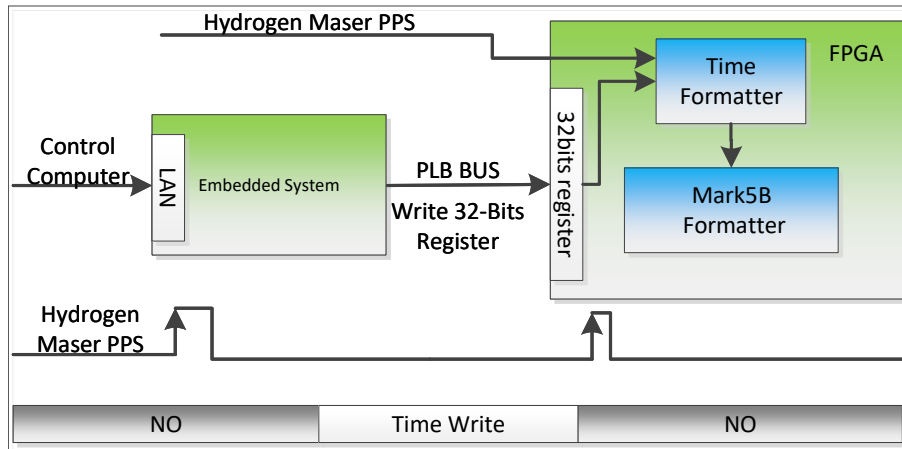 Hydrogen Maser PPS
FPGA
Time
Formatter
32bits register
Control
Computer
LAN
Embedded System
PLB BUS
Write 32-Bits
Register
Mark5B
Formatter
Hydrogen
Maser PPS
NO
Time Write
NO